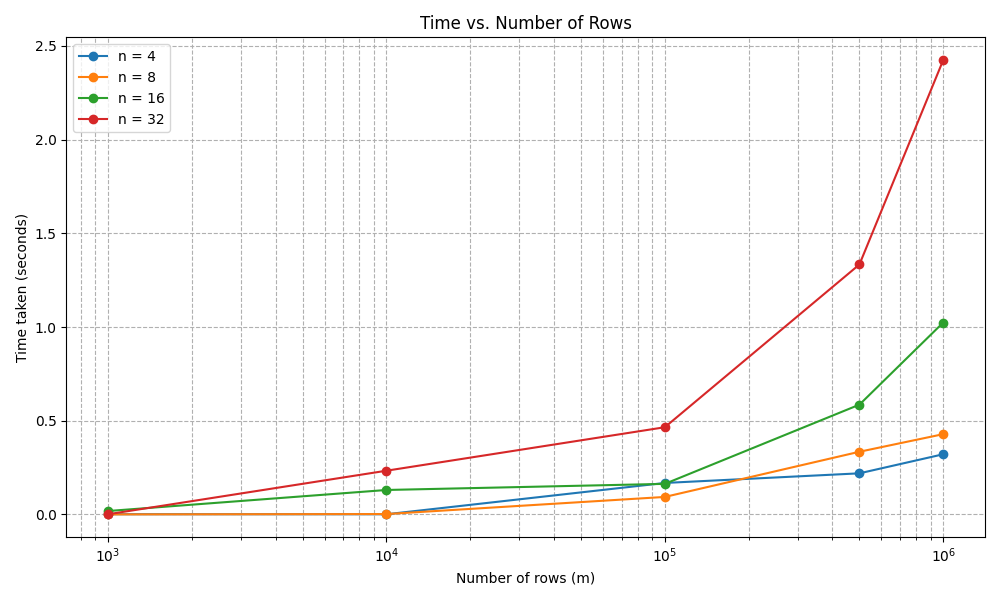 Time vs. Number of Rows
n = 4
n = 8
n = 16
n = 32
2.5
2.0
1.5
1.0
0.5
0.0
Time taken (seconds)
10³ 10⁴ 10⁵ 10⁶
Number of rows (m)